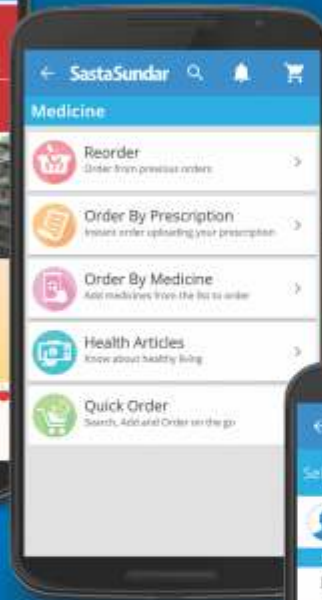 SastaSundar
Medicine
Reorder
Order from previous orders
Order By Prescription
Instant order uploading your prescription
Order By Medicine
Add medicines from the list to order
Health Articles
Know about healthy living
Quick Order
Search, Add and Order on the go
Se